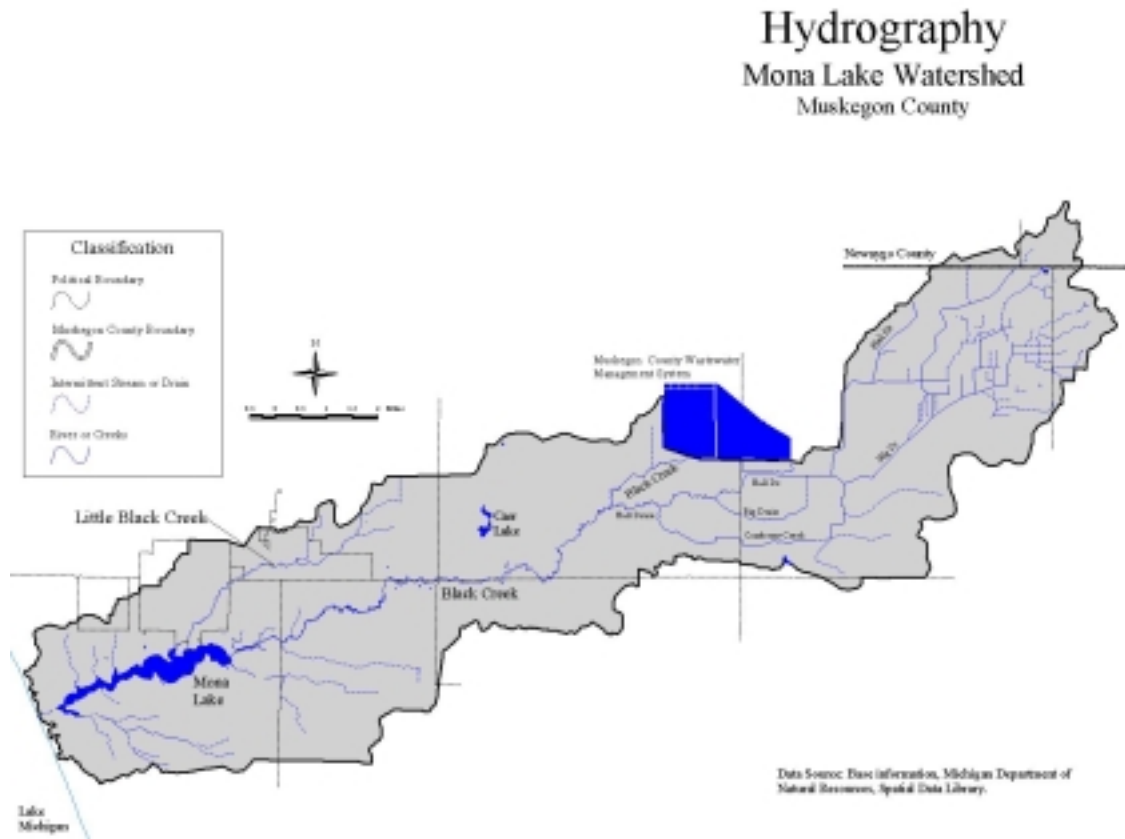 Hydrography
Mona Lake Watershed
Muskegon County
Classification
Political Boundary
Muskegon County Boundary
Intermittent Stream or Drain
River or Creeks
N
Miles
Newaygo County
Muskegon County Wastewater
Management System
Black Creek
Big Drain
Little Black Creek
Lake
Black Creek
Mona
Lake
Lake
Michigan
Data Source: Base information, Michigan Department of
Natural Resources, Spatial Data Library.